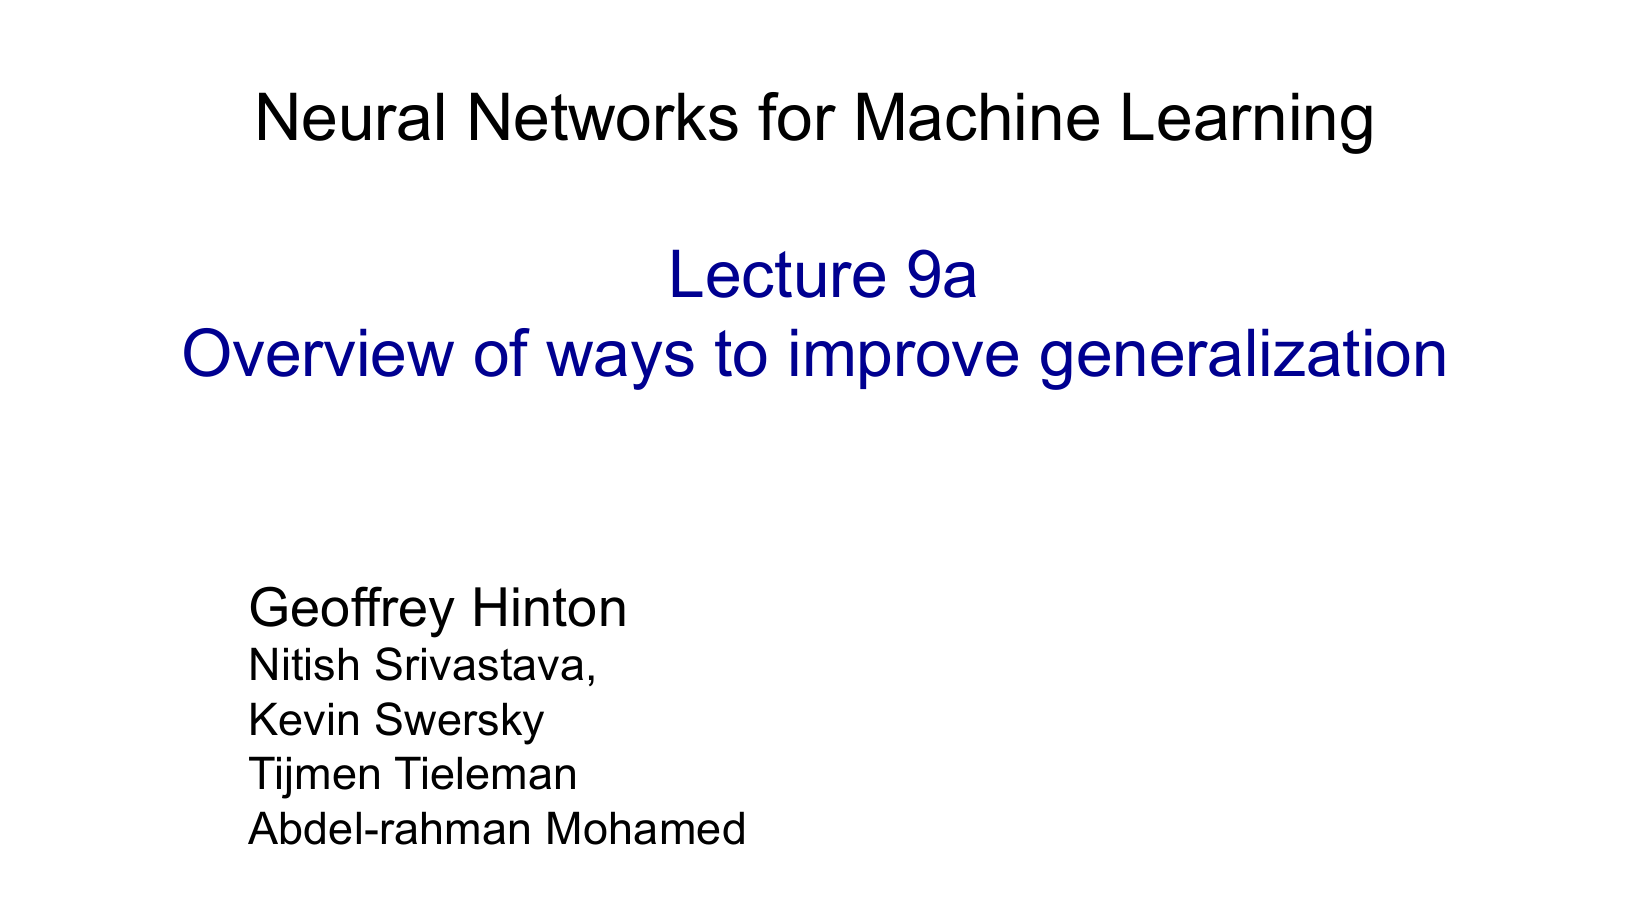 Neural Networks for Machine Learning
Lecture 9a
Overview of ways to improve generalization
Geoffrey Hinton
Nitish Srivastava,
Kevin Swersky
Tijmen Tieleman
Abdel-rahman Mohamed